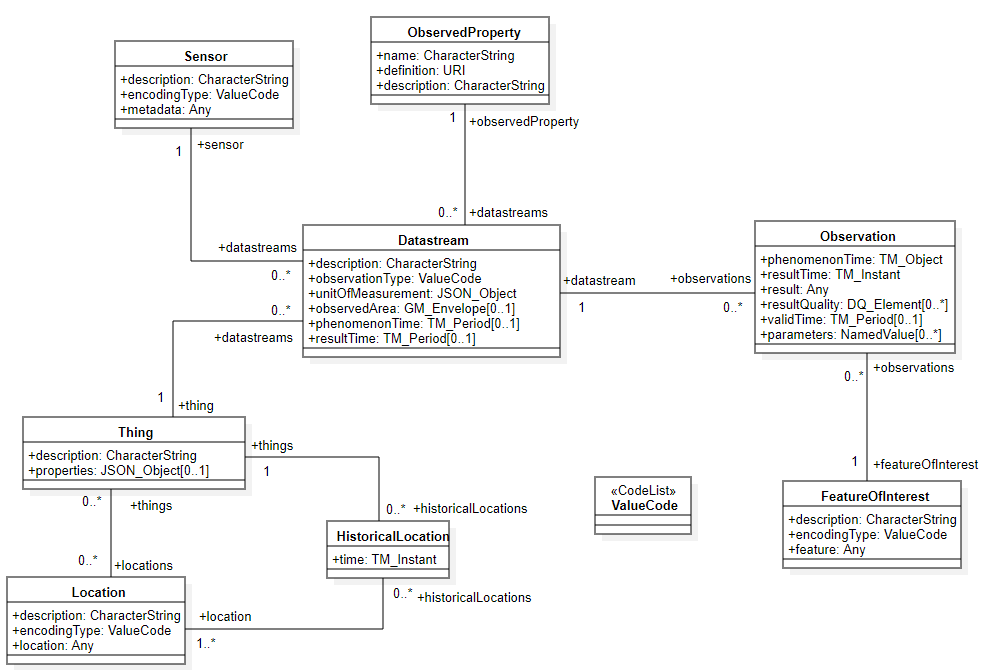 ObservedProperty
+name: CharacterString
+definition: URI
+description: CharacterString
Sensor
+description: CharacterString
+encodingType: ValueCode
+metadata: Any
1
+observedProperty
1
+sensor
0..*
+datastreams
+datastreams
0..*
Datastream
+description: CharacterString
+observationType: ValueCode
+unitOfMeasurement: JSON_Object
+observedArea: GM_Envelope[0..1]
+phenomenonTime: TM_Period[0..1]
+resultTime: TM_Period[0..1]
+datastream
1
+observations
0..*
Observation
+phenomenonTime: TM_Object
+resultTime: TM_Instant
+result: Any
+resultQuality: DQ_Element[0..*]
+validTime: TM_Period[0..1]
+parameters: NamedValue[0..*]
0..*
+datastreams
0..*
+observations
1
+thing
Thing
+description: CharacterString
+properties: JSON_Object[0..1]
+things
1
1
+featureOfInterest
FeatureOfInterest
+description: CharacterString
+encodingType: ValueCode
+feature: Any
«CodeList»
ValueCode
0..*
+things
0..*
+historicalLocations
HistoricalLocation
+time: TM_Instant
0..*
+locations
0..*
+historicalLocations
Location
+description: CharacterString
+encodingType: ValueCode
+location: Any
+location
1..*